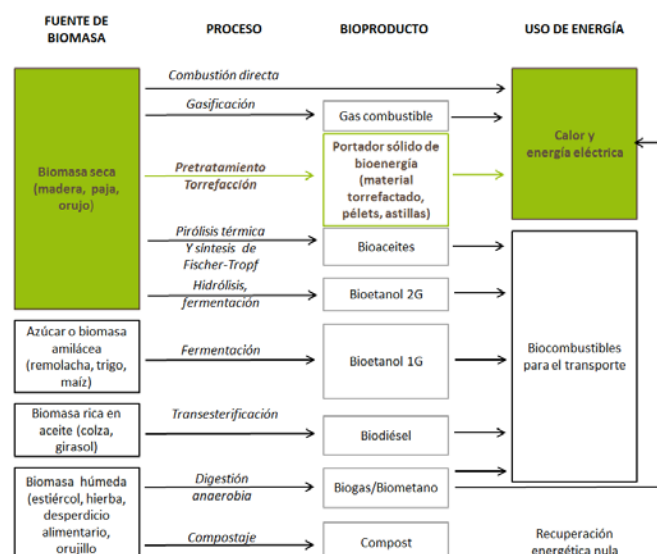 FUENTE DE
BIOMASA
PROCESO
BIOPRODUCTO
USO DE ENERGÍA
Biomasa seca
(madera, paja,
orujo)
Combustión directa
Gasificación
Gas combustible
Pretratamiento
Torrefacción
Portador sólido de
bioenergía
(material
torrefactado,
pélets, astillas)
Calor y
energía eléctrica
Pirólisis térmica
Y síntesis de
Fischer-Tropf
Bioaceites
Hidrólisis,
fermentación
Bioetanol 2G
Azúcar o biomasa
amilácea
(remolacha, trigo,
maíz)
Fermentación
Bioetanol 1G
Biocombustibles
para el transporte
Biomasa rica en
aceite (colza,
girasol)
Transesterificación
Biodiésel
Biomasa húmeda
(estiércol, hierba,
desperdicio
alimentario,
orujillo
Digestión
anaerobia
Biogas/Biometano
Compostaje
Compost
Recuperación
energética nula